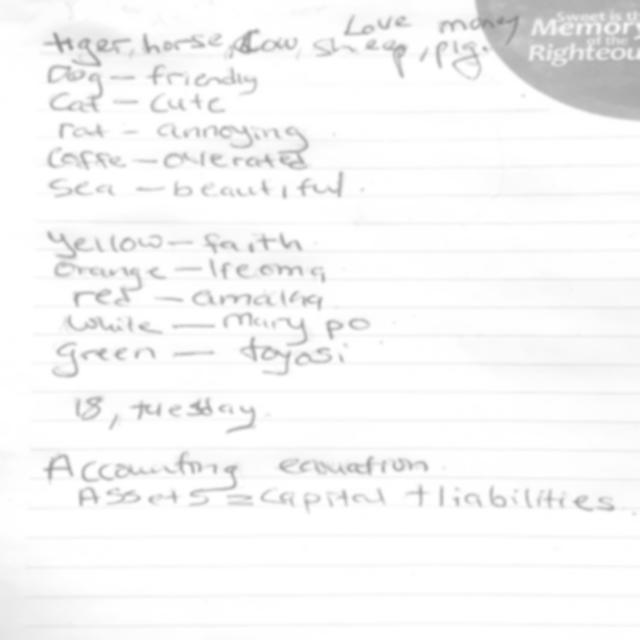 Love money
tiger, horse, Cow, sheep, pig.
Dog – friendly
Cat – Cute
rat – annoying
Coffe – overated
Sea – beautiful.
Yellow – faith
Orange – Ifeoma
red – amaka
White – Mary po
Green – toyosi
18, tuesday.
Accounting equation
Assets = Capital + liabilities.
Sweet is the
Memory
of the
Righteou